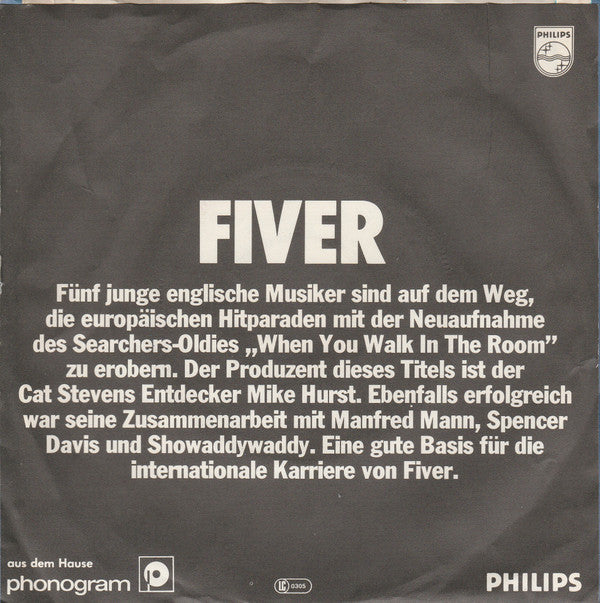 PHILIPS
FIVER
Fünf junge englische Musiker sind auf dem Weg,
die europäischen Hitparaden mit der Neuaufnahme
des Searchers-Oldies „When You Walk In The Room”
zu erobern. Der Produzent dieses Titels ist der
Cat Stevens Entdecker Mike Hurst. Ebenfalls erfolgreich
war seine Zusammenarbeit mit Manfred Mann, Spencer
Davis und Showaddywaddy. Eine gute Basis für die
internationale Karriere von Fiver.
aus dem Hause
phonogram
LC 0305
PHILIPS